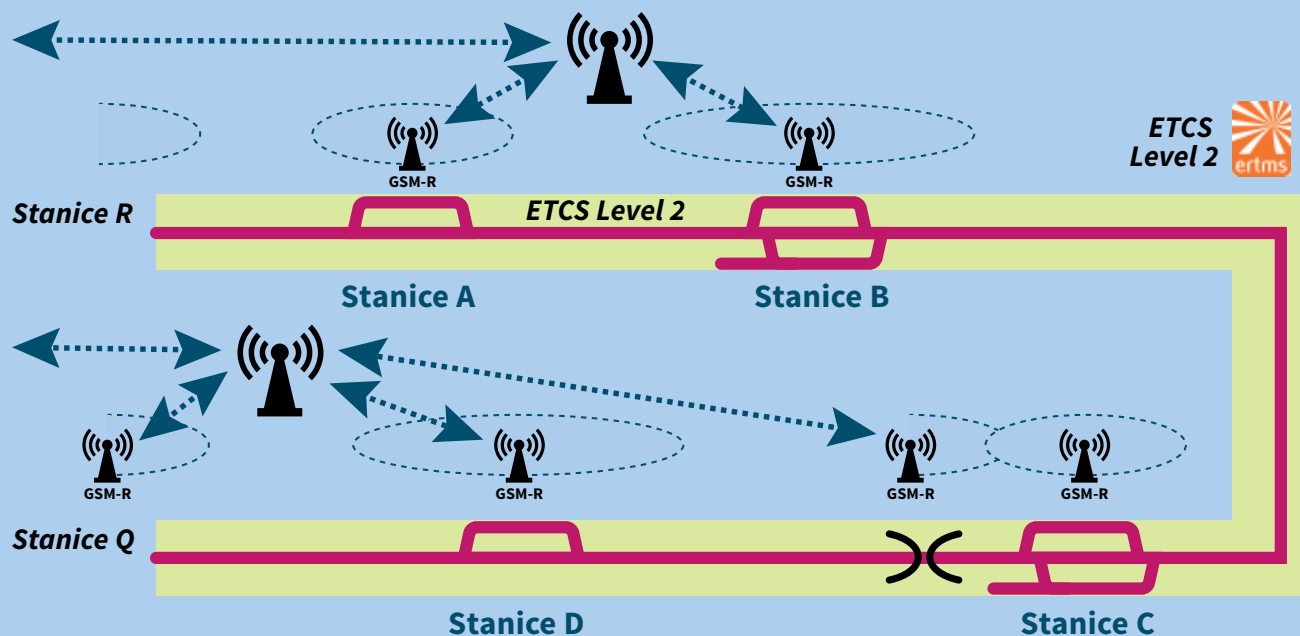 ETCS
Level 2
ertms
GSM-R
GSM-R
Stanice R
ETCS Level 2
Stanice A
Stanice B
GSM-R
GSM-R
GSM-R
GSM-R
Stanice Q
Stanice D
Stanice C